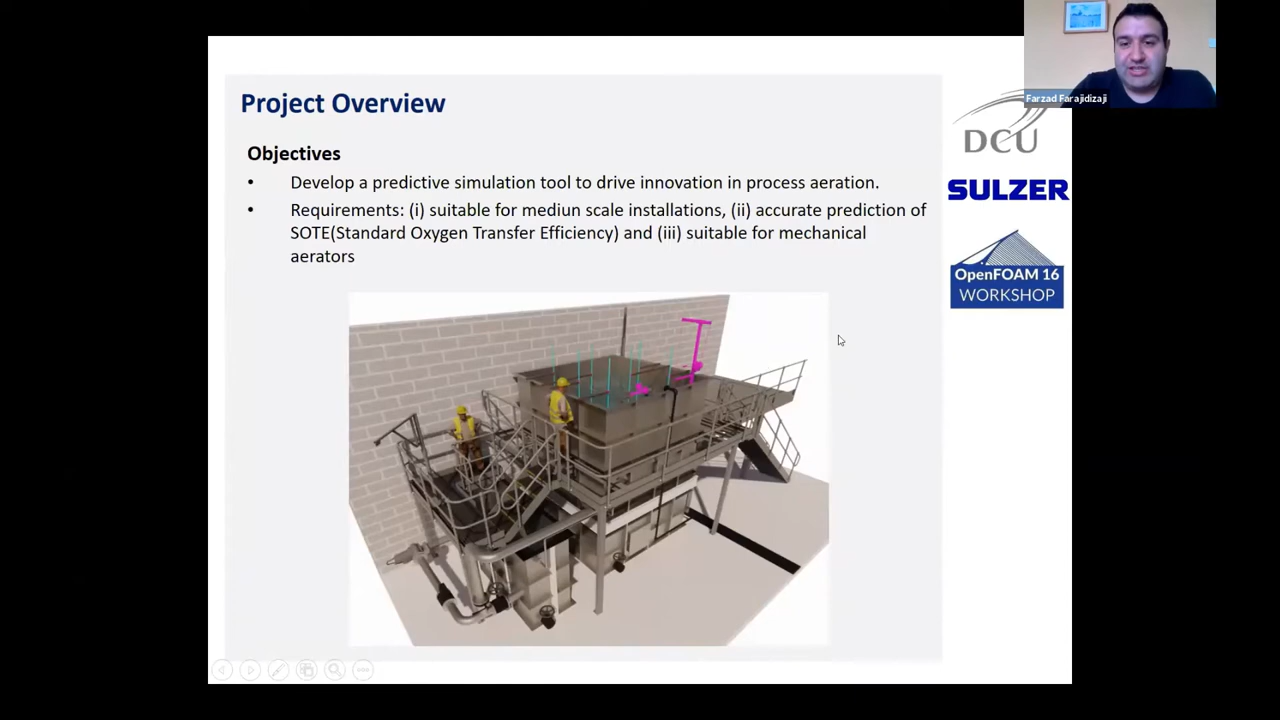 Project Overview
Objectives
• Develop a predictive simulation tool to drive innovation in process aeration.
• Requirements: (i) suitable for mediun scale installations, (ii) accurate prediction of
SOTE(Standard Oxygen Transfer Efficiency) and (iii) suitable for mechanical
aerators
Farzad Farajidizaji
DCU
SULZER
OpenFOAM 16
WORKSHOP